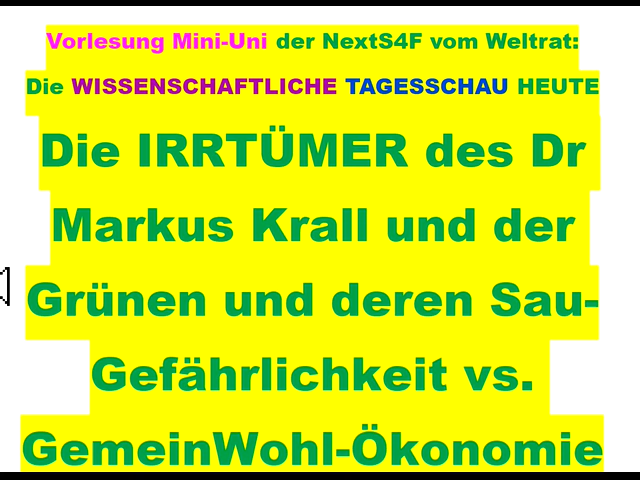 Vorlesung Mini-Uni der NextS4F vom Weltrat:
Die WISSENSCHAFTLICHE TAGESSCHAU HEUTE
Die IRRTÜMER des Dr
Markus Krall und der
Grünen und deren Sau-
Gefährlichkeit vs.
GemeinWohl-Ökonomie